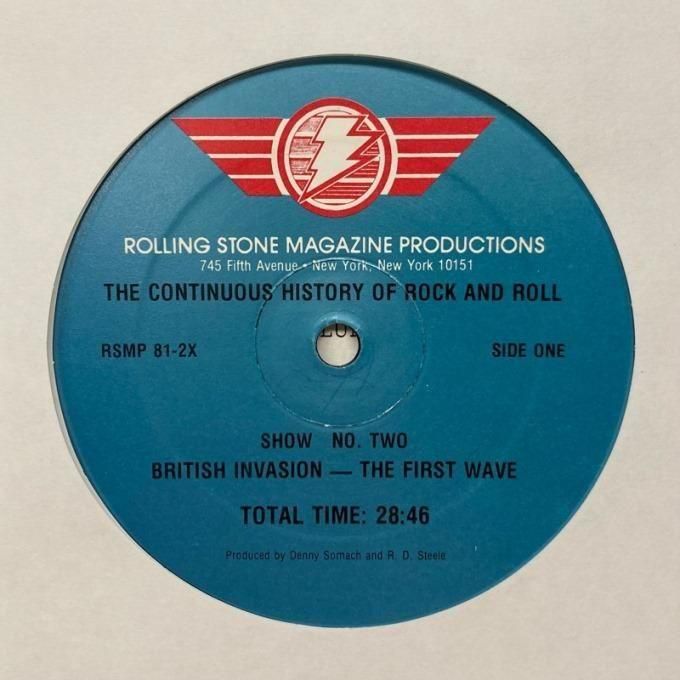 ROLLING STONE MAGAZINE PRODUCTIONS
745 Fifth Avenue • New York, New York 10151
THE CONTINUOUS HISTORY OF ROCK AND ROLL
RSMP 81-2X SIDE ONE
SHOW NO. TWO
BRITISH INVASION — THE FIRST WAVE
TOTAL TIME: 28:46
Produced by Denny Somach and R. D. Steele